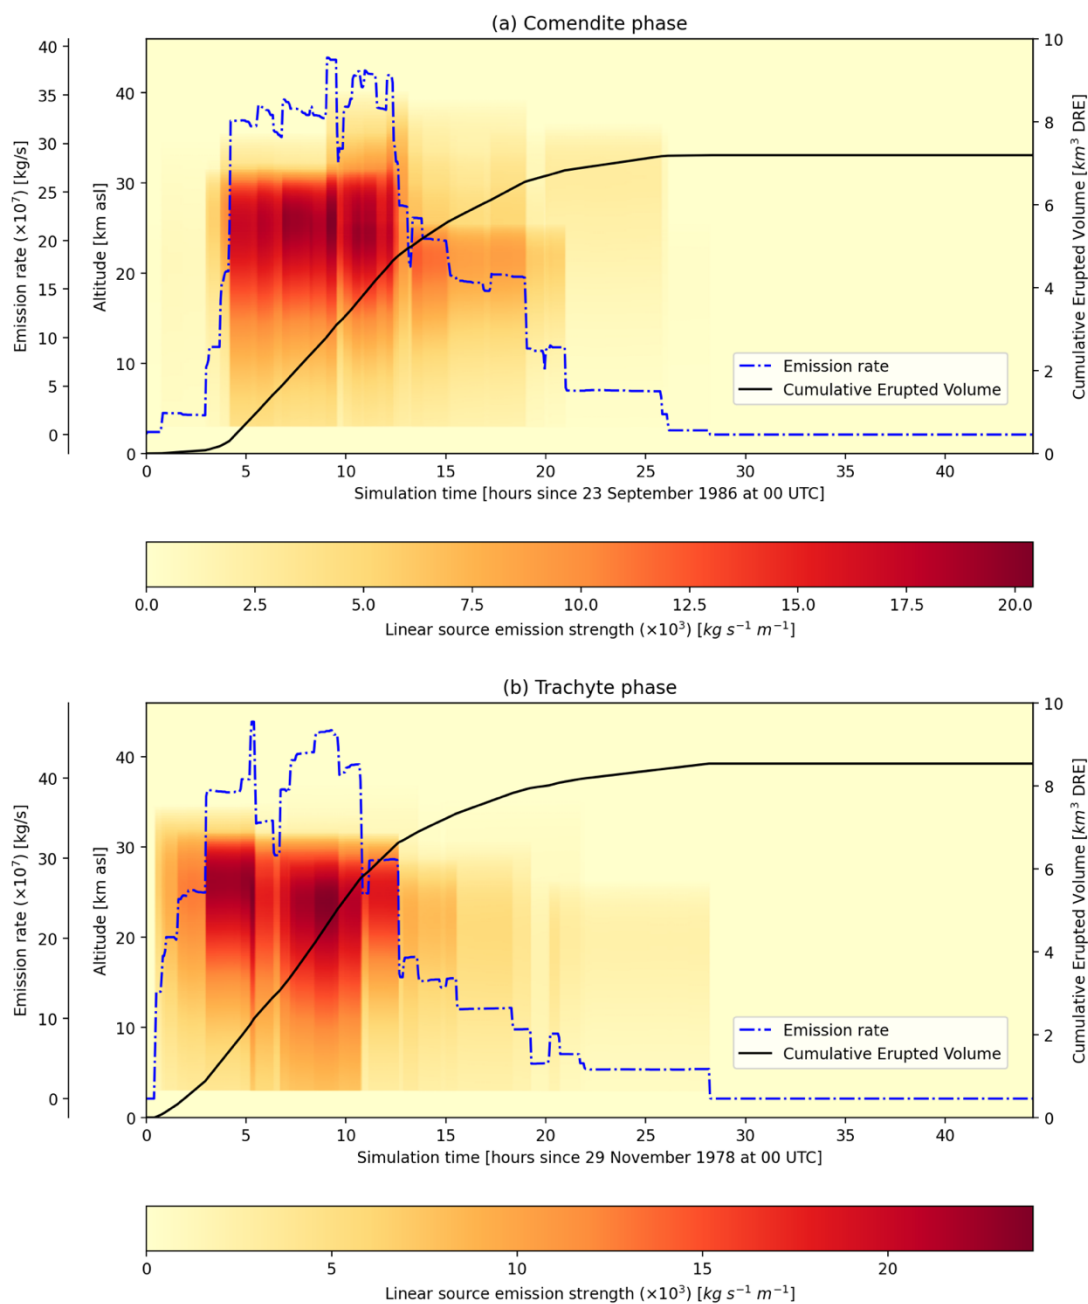 (a) Comendite phase
Emission rate (×10⁷) [kg/s]
40
35
30
25
20
15
10
5
0
Altitude [km asl]
40
30
20
10
0
Cumulative Erupted Volume [km³ DRE]
10
8
6
4
2
0
Emission rate
Cumulative Erupted Volume
0 5 10 15 20 25 30 35 40
Simulation time [hours since 23 September 1986 at 00 UTC]
0.0 2.5 5.0 7.5 10.0 12.5 15.0 17.5 20.0
Linear source emission strength (×10³) [kg s⁻¹ m⁻¹]
(b) Trachyte phase
Emission rate (×10⁷) [kg/s]
40
30
20
10
0
Altitude [km asl]
40
30
20
10
0
Cumulative Erupted Volume [km³ DRE]
10
8
6
4
2
0
Emission rate
Cumulative Erupted Volume
0 5 10 15 20 25 30 35 40
Simulation time [hours since 29 November 1978 at 00 UTC]
0 5 10 15 20
Linear source emission strength (×10³) [kg s⁻¹ m⁻¹]